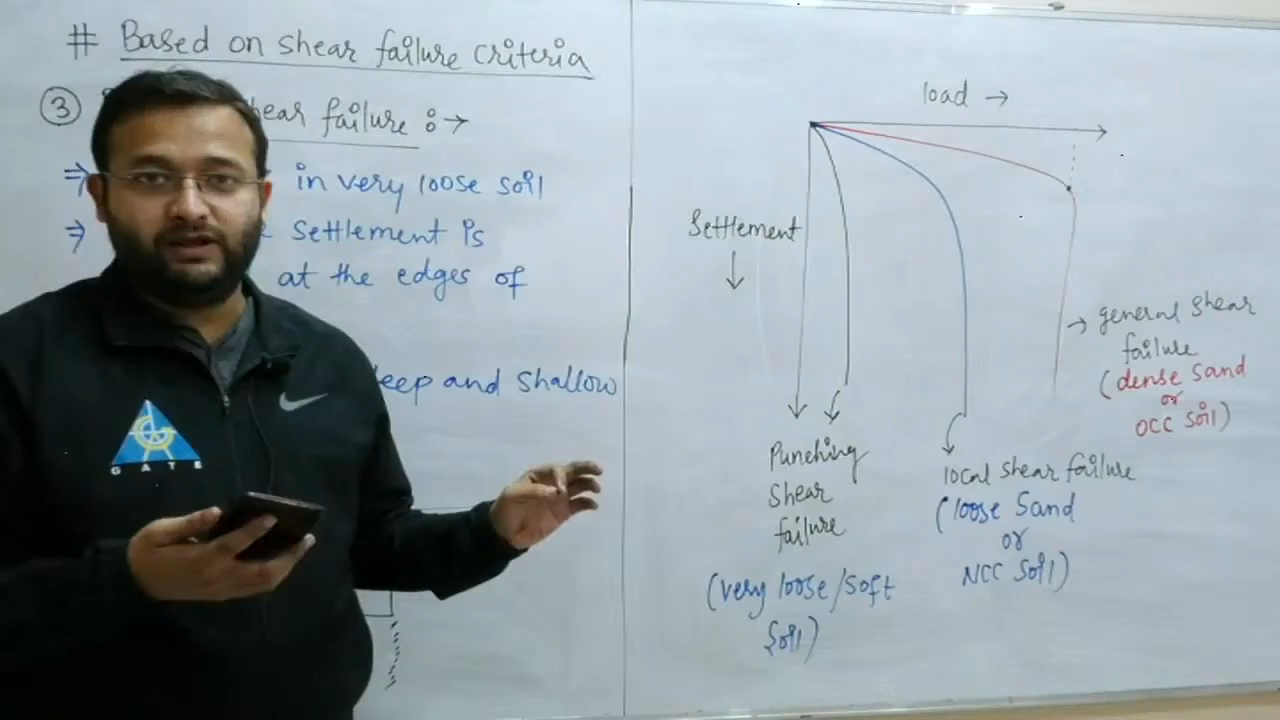 # Based on shear failure criteria
③ hear failure :→
⇒ in very loose soil
⇒ settlement is
at the edges of
eep and shallow
GATE
load →
Settlement
↓
→ general shear
failure
(dense sand
or
OCC soil)
Punching
shear
failure
(very loose/soft
soil)
local shear failure
(loose sand
or
NCC soil)